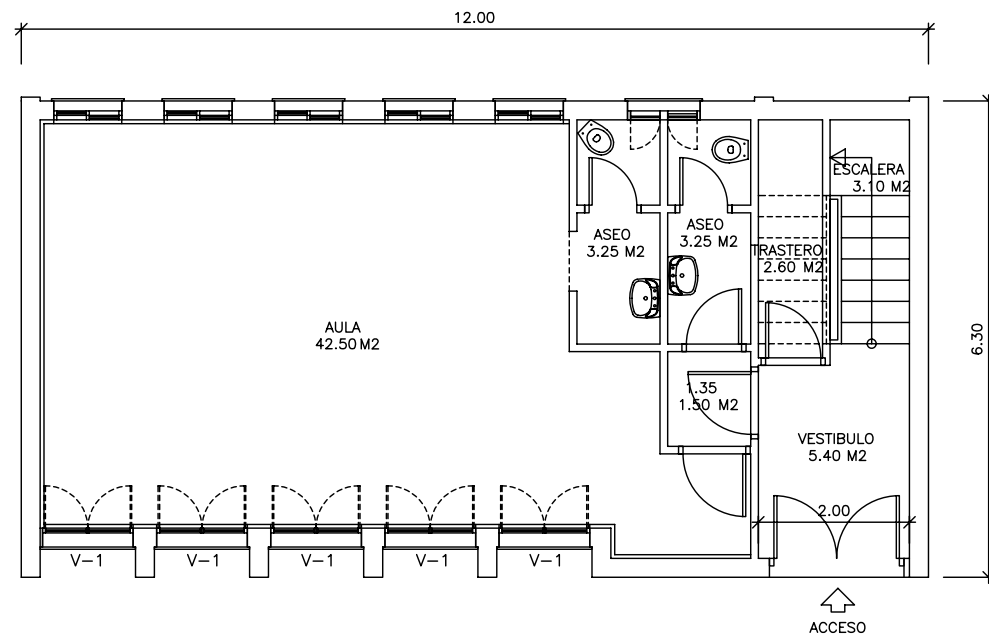 12.00
ESCALERA
3.10 M2
ASEO
3.25 M2
ASEO
3.25 M2
TRASTERO
2.60 M2
AULA
42.50 M2
6.30
1.35
1.50 M2
VESTIBULO
5.40 M2
2.00
V-1
V-1
V-1
V-1
V-1
ACCESO